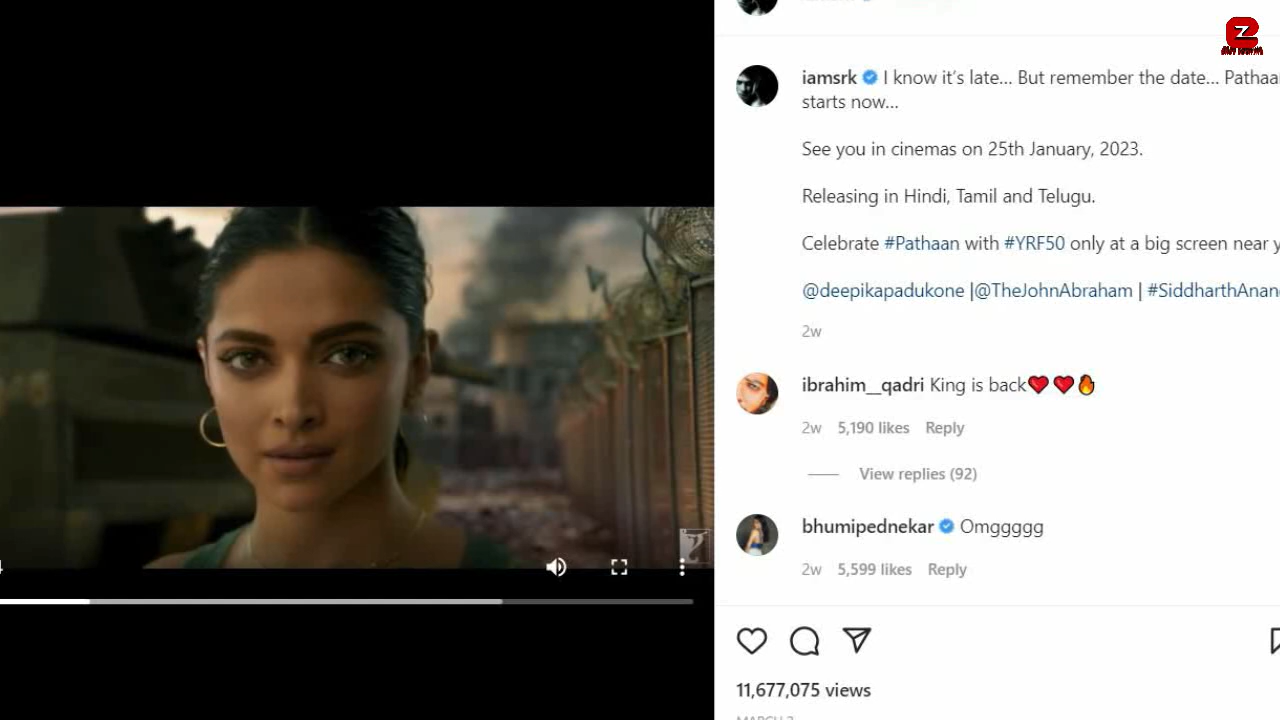 iamsrk I know it's late... But remember the date... Pathaa
starts now...
See you in cinemas on 25th January, 2023.
Releasing in Hindi, Tamil and Telugu.
Celebrate #Pathaan with #YRF50 only at a big screen near y
@deepikapadukone |@TheJohnAbraham | #SiddharthAnan
2w
ibrahim__qadri King is back❤️❤️🔥
2w 5,190 likes Reply
View replies (92)
bhumipednekar Omggggg
2w 5,599 likes Reply
11,677,075 views
Z